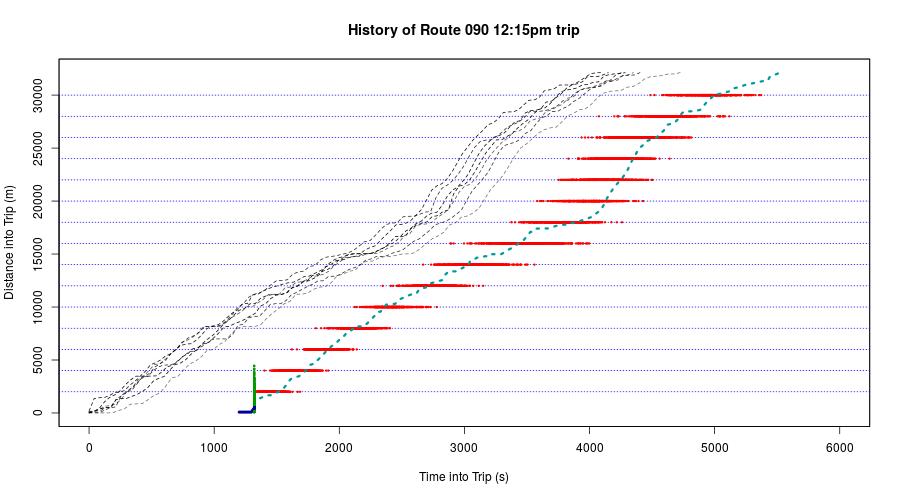 History of Route 090 12:15pm trip
Distance into Trip (m)
30000
25000
20000
15000
10000
5000
0
0 1000 2000 3000 4000 5000 6000
Time into Trip (s)